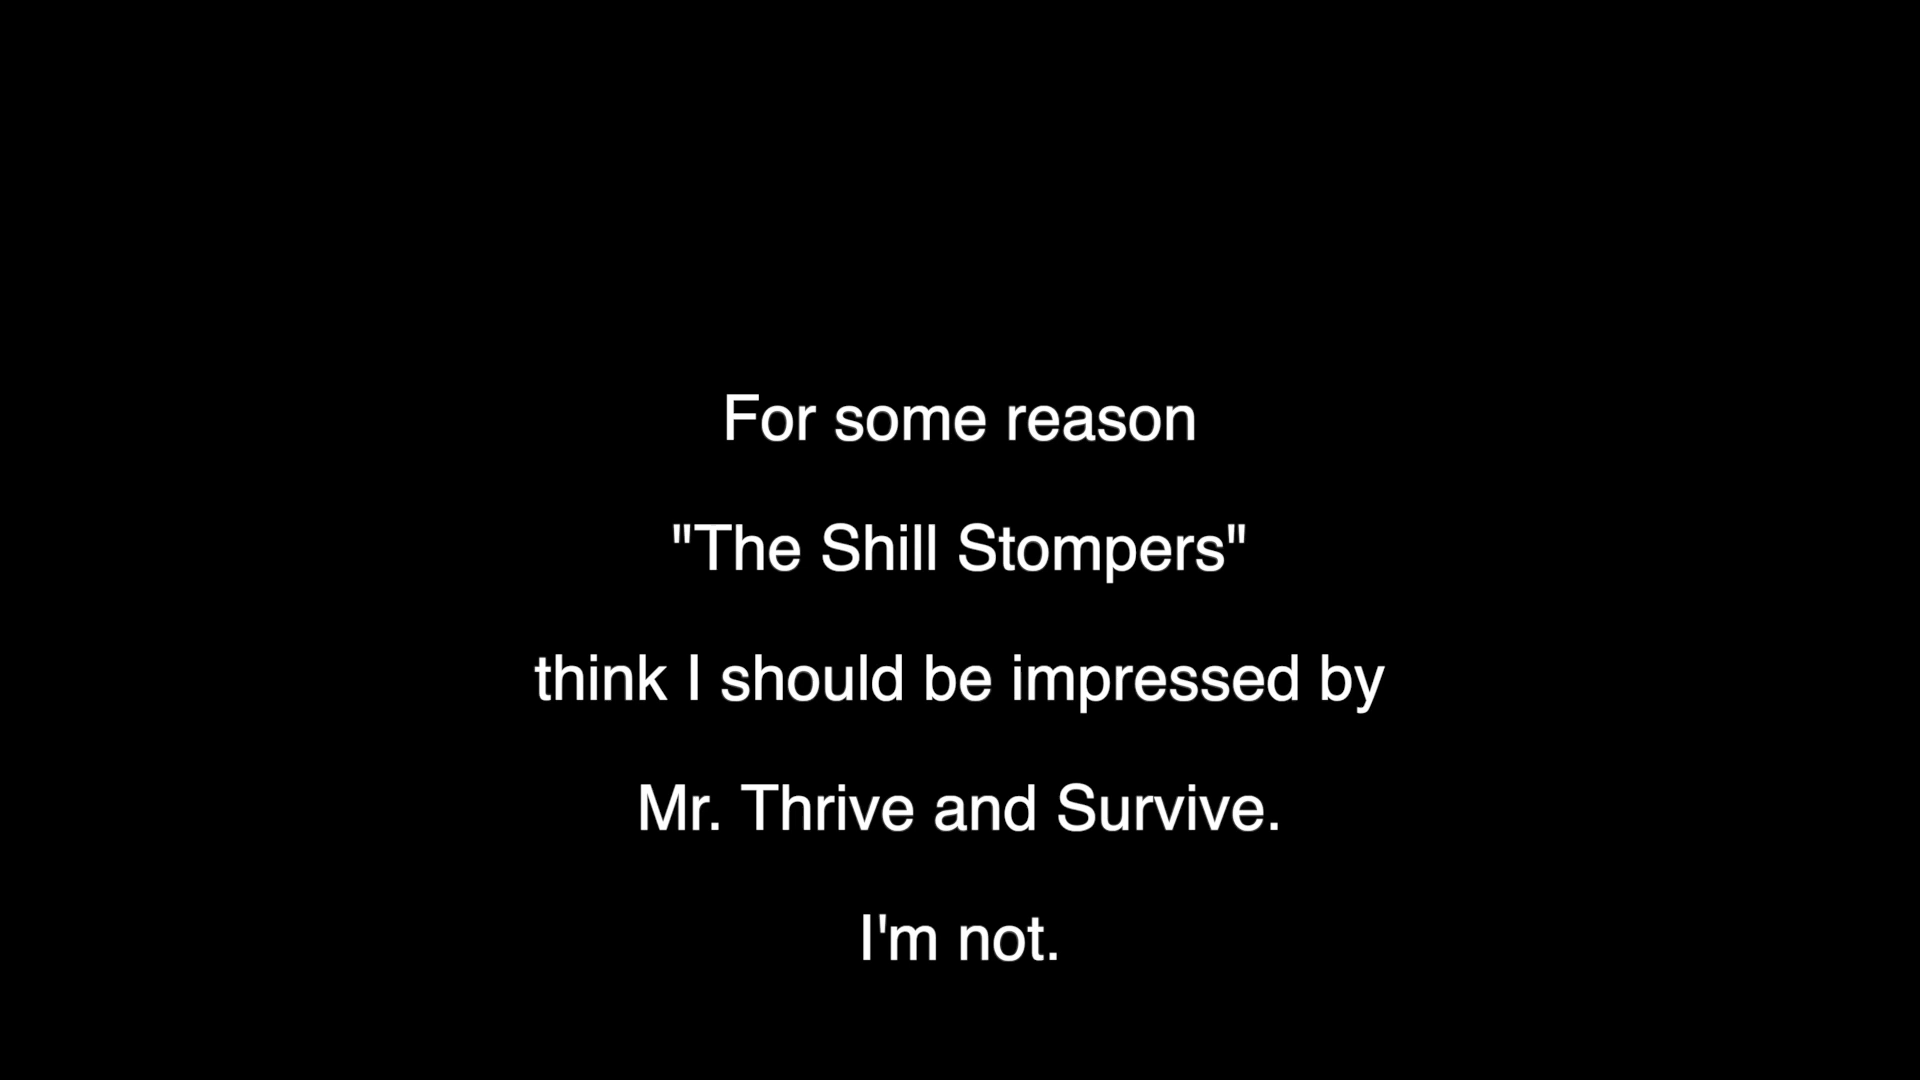 For some reason
"The Shill Stompers"
think I should be impressed by
Mr. Thrive and Survive.
I'm not.